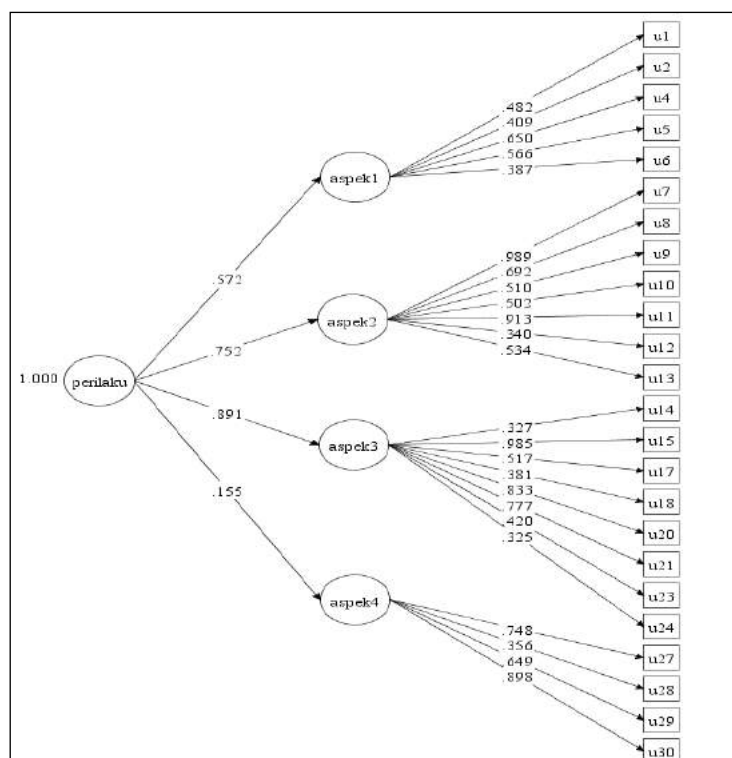 u1
u2
u4
u5
u6
u7
u8
u9
u10
u11
u12
u13
u14
u15
u17
u18
u20
u21
u23
u24
u27
u28
u29
u30
.482
.409
.650
.566
.387
aspek1
.989
.692
.510
.502
.913
.340
.534
aspek2
.572
.752
1.000 perilaku
.891
.155
.327
.985
.517
.381
.833
.777
.420
.325
aspek3
.748
.356
.649
.898
aspek4